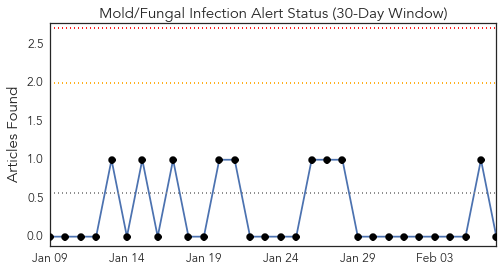 Mold/Fungal Infection Alert Status (30-Day Window)
Articles Found
2.5
2.0
1.5
1.0
0.5
0.0
Jan 09 Jan 14 Jan 19 Jan 24 Jan 29 Feb 03